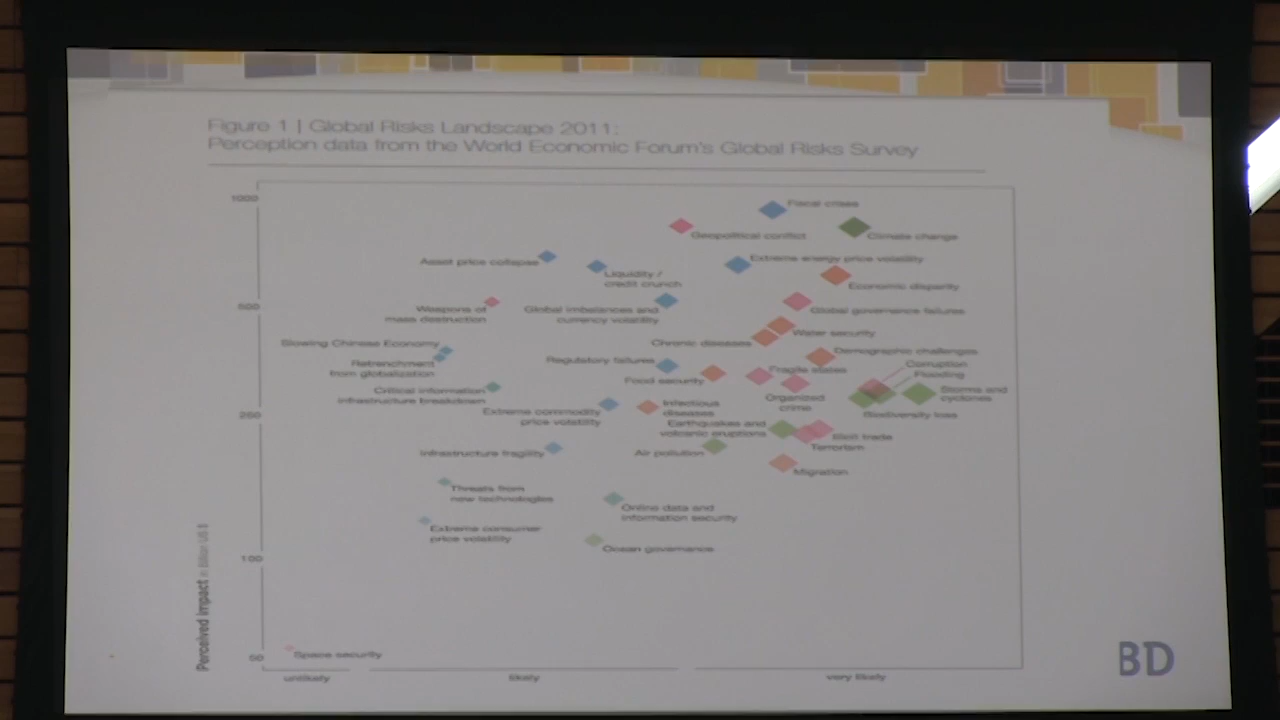 Figure 1 | Global Risks Landscape 2011:
Perception data from the World Economic Forum's Global Risks Survey
1000
Fiscal crises
Geopolitical conflict
Climate change
Asset price collapse
Extreme energy price volatility
Liquidity /
credit crunch
Economic disparity
500
Weapons of
mass destruction
Global imbalances and
currency volatility
Global governance failures
Water security
Chronic diseases
Slowing Chinese Economy
Demographic challenges
Retrenchment
from globalization
Regulatory failures
Corruption
Fragile states
Flooding
Food security
Critical information
infrastructure breakdown
Organized
crime
Storms and
cyclones
250
Extreme commodity
price volatility
Infectious
diseases
Biodiversity loss
Earthquakes and
volcanic eruptions
Illicit trade
Terrorism
Infrastructure fragility
Air pollution
Migration
Threats from
new technologies
Online data and
information security
Extreme consumer
price volatility
Ocean governance
100
Perceived impact in Billion US $
50
Space security
unlikely
likely
very likely
BD